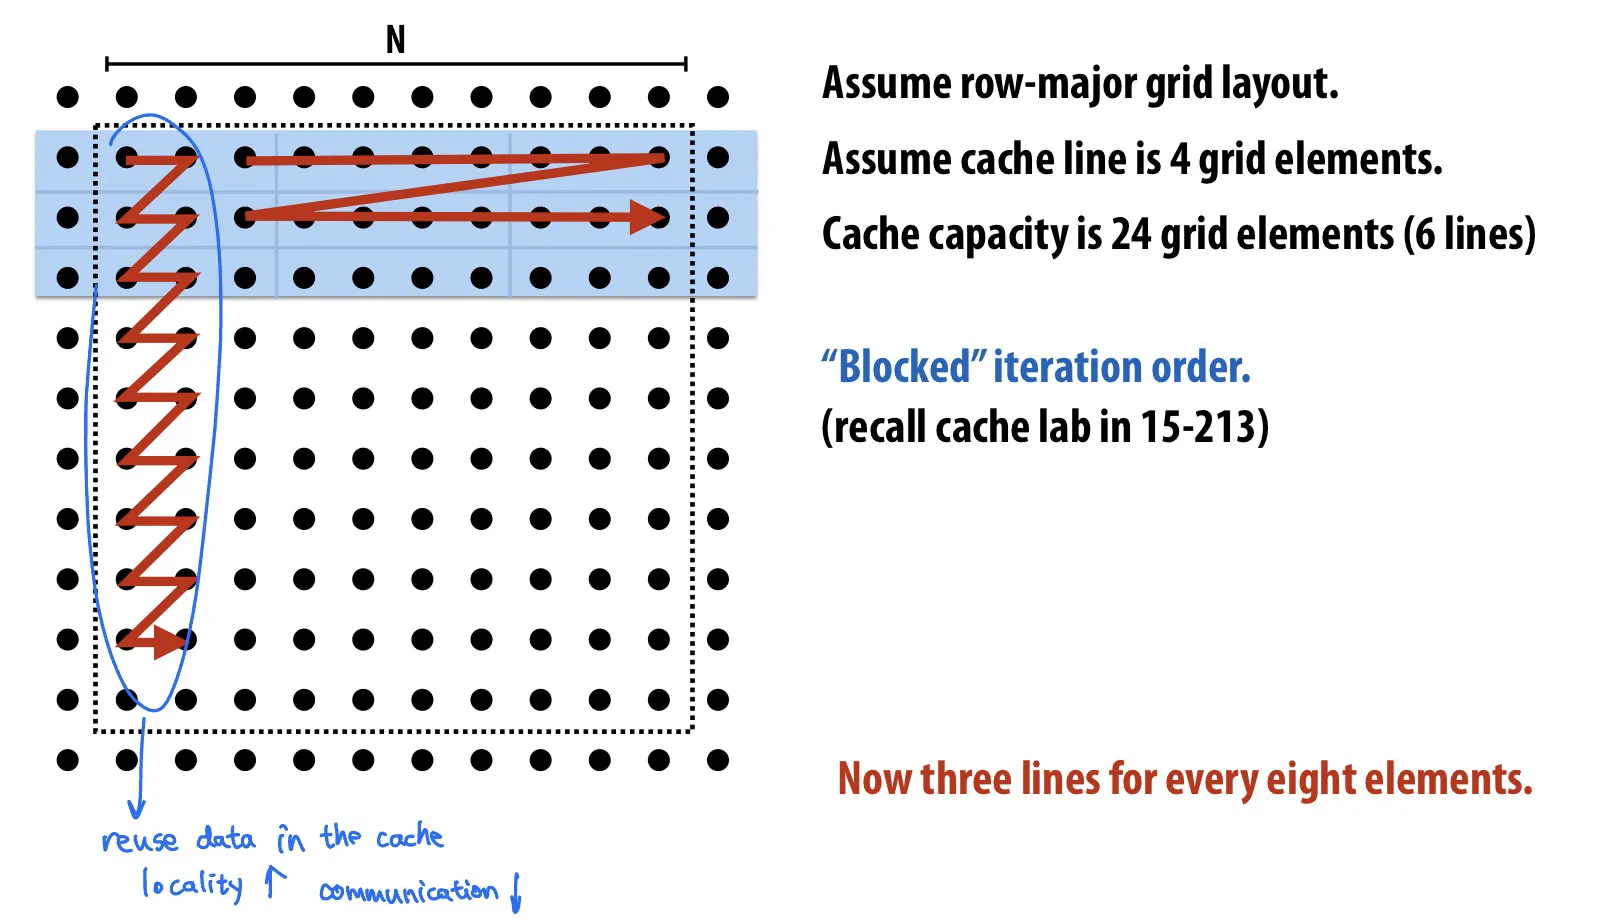 N
Assume row-major grid layout.
Assume cache line is 4 grid elements.
Cache capacity is 24 grid elements (6 lines)
“Blocked” iteration order.
(recall cache lab in 15-213)
Now three lines for every eight elements.
reuse data in the cache
locality ↑ communication ↓